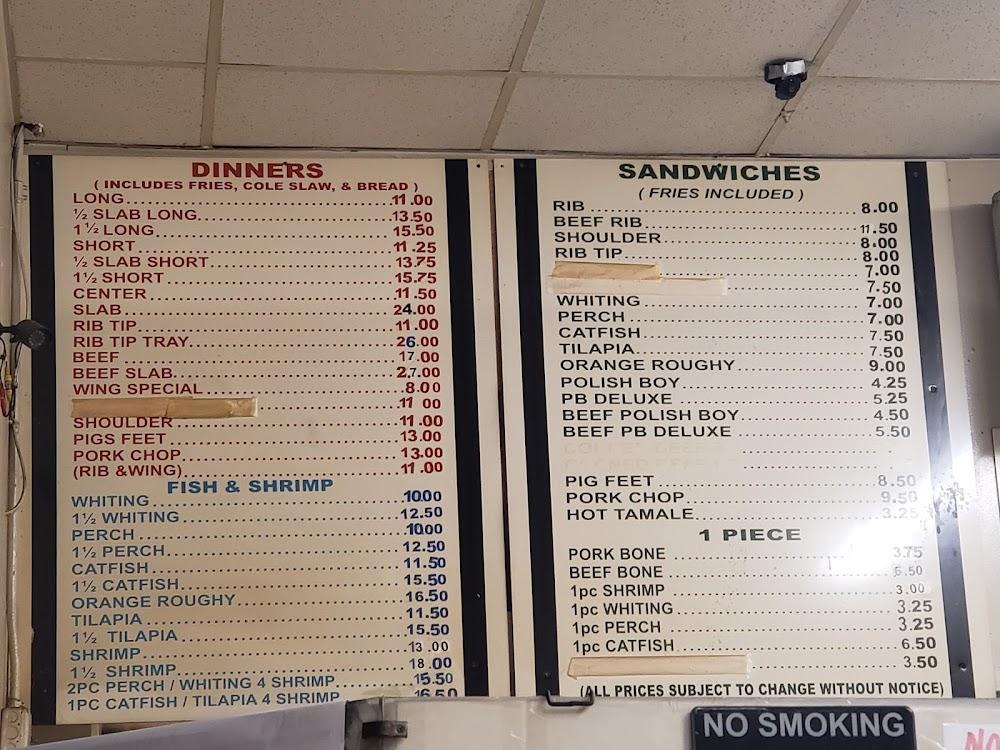 DINNERS
( INCLUDES FRIES, COLE SLAW, & BREAD )
LONG 11.00
½ SLAB LONG 13.50
1½ LONG 15.50
SHORT 11.25
½ SLAB SHORT 13.75
1½ SHORT 15.75
CENTER 11.50
SLAB 24.00
RIB TIP 11.00
RIB TIP TRAY 26.00
BEEF 17.00
BEEF SLAB 27.00
WING SPECIAL 8.00
11 00
SHOULDER 11.00
PIGS FEET 13.00
PORK CHOP 13.00
(RIB &WING) 11.00
FISH & SHRIMP
WHITING 10.00
1½ WHITING 12.50
PERCH 10.00
1½ PERCH 12.50
CATFISH 11.50
1½ CATFISH 15.50
ORANGE ROUGHY 16.50
TILAPIA 11.50
1½ TILAPIA 15.50
SHRIMP 13.00
1½ SHRIMP 18.00
2PC PERCH / WHITING 4 SHRIMP 15.50
1PC CATFISH / TILAPIA 4 SHRIMP 16.50
SANDWICHES
( FRIES INCLUDED )
RIB 8.00
BEEF RIB 11.50
SHOULDER 8.00
RIB TIP 8.00
7.00
7.50
WHITING 7.00
PERCH 7.00
CATFISH 7.50
TILAPIA 7.50
ORANGE ROUGHY 9.00
POLISH BOY 4.25
PB DELUXE 5.25
BEEF POLISH BOY 4.50
BEEF PB DELUXE 5.50
PIG FEET 8.50
PORK CHOP 9.50
HOT TAMALE 3.25
1 PIECE
PORK BONE 3.75
BEEF BONE 6.50
1pc SHRIMP 3.00
1pc WHITING 3.25
1pc PERCH 3.25
1pc CATFISH 6.50
3.50
(ALL PRICES SUBJECT TO CHANGE WITHOUT NOTICE)
NO SMOKING